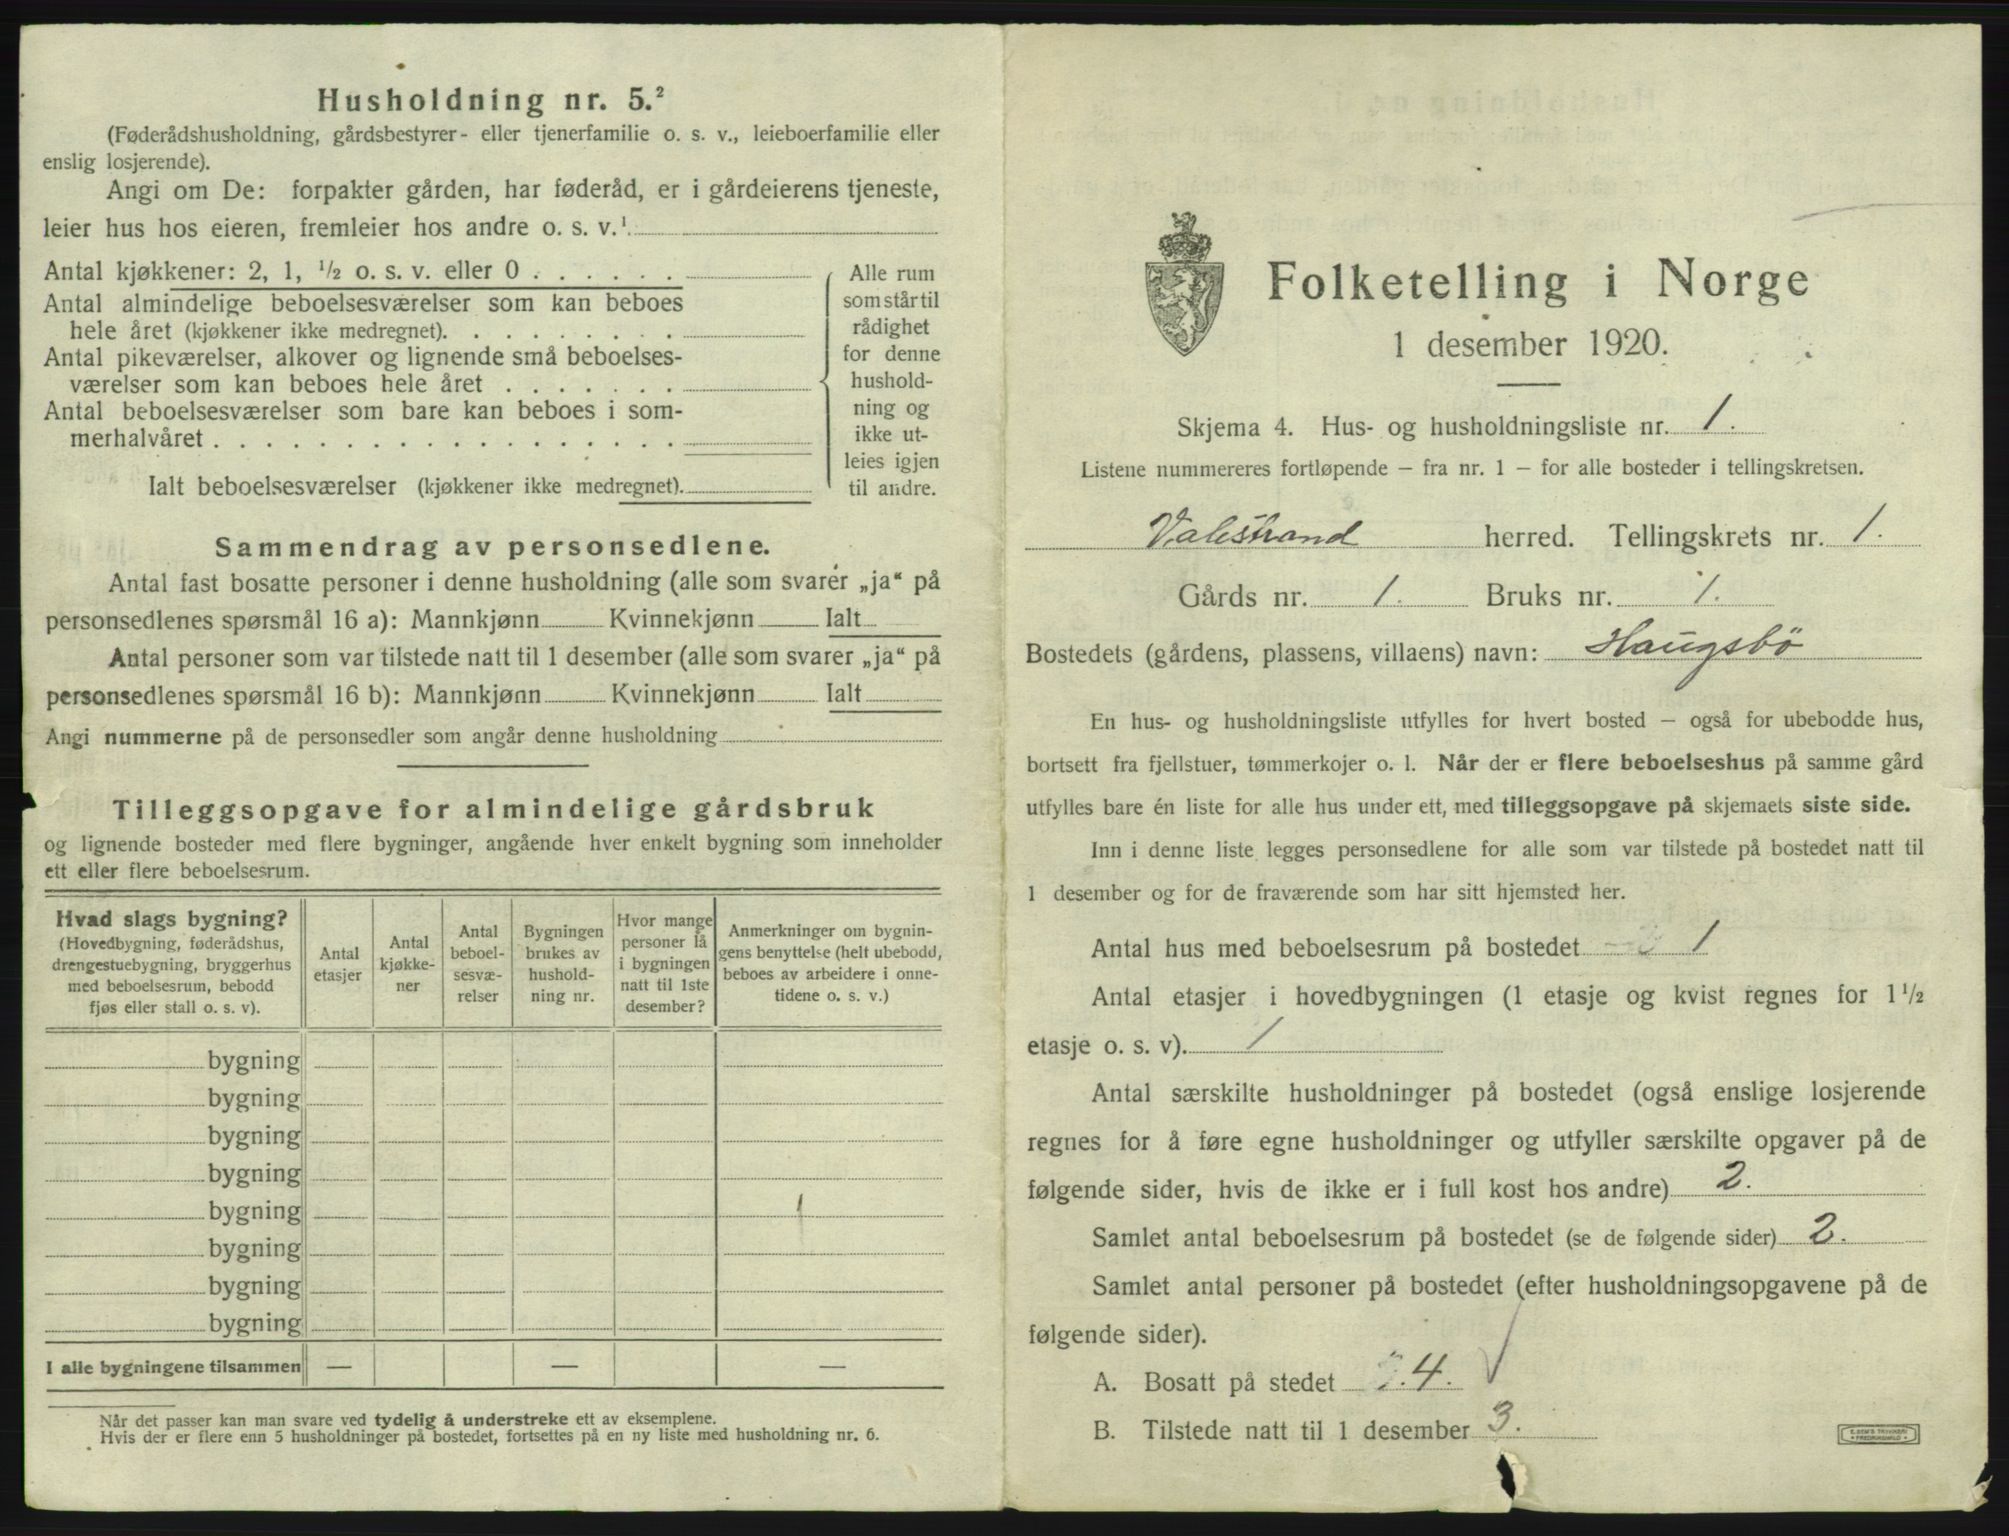 Husholdning nr. 5.²
(Føderådshusholdning, gårdsbestyrer- eller tjenerfamilie o. s. v., leieboerfamilie eller
enslig losjerende).
Angi om De: forpakter gården, har føderåd, er i gårdeierens tjeneste,
leier hus hos eieren, fremleier hos andre o. s. v.¹
Antal kjøkkener: 2, 1, ½ o. s. v. eller 0 . . . . . .
Antal almindelige beboelsesværelser som kan beboes
hele året (kjøkkener ikke medregnet). . . . . . . . .
Antal pikeværelser, alkover og lignende små beboelses-
værelser som kan beboes hele året . . . . . . .
Antal beboelsesværelser som bare kan beboes i som-
merhalvåret . . . . . . . . . . . . . . . . . .
Ialt beboelsesværelser (kjøkkener ikke medregnet).
Alle rum
som står til
rådighet
for denne
hushold-
ning og
ikke ut-
leies igjen
til andre.
Sammendrag av personsedlene.
Antal fast bosatte personer i denne husholdning (alle som svarer „ja“ på
personsedlenes spørsmål 16 a): Mannkjønn Kvinnekjønn Ialt
Antal personer som var tilstede natt til 1 desember (alle som svarer „ja“ på
personsedlenes spørsmål 16 b): Mannkjønn Kvinnekjønn Ialt
Angi nummerne på de personsedler som angår denne husholdning
Tilleggsopgave for almindelige gårdsbruk
og lignende bosteder med flere bygninger, angående hver enkelt bygning som inneholder
ett eller flere beboelsesrum.
Hvad slags bygning?
(Hovedbygning, føderådshus,
drengestuebygning, bryggerhus
med beboelsesrum, bebodd
fjøs eller stall o. s. v).
Antal
etasjer
Antal
kjøkke-
ner
Antal
beboel-
sesvæ-
relser
Bygningen
brukes av
hushold-
ning nr.
Hvor mange
personer lå
i bygningen
natt til 1ste
desember?
Anmerkninger om bygnin-
gens benyttelse (helt ubebodd,
beboes av arbeidere i onne-
tidene o. s. v.)
bygning
bygning
bygning
bygning
bygning 1
bygning
bygning
bygning
I alle bygningene tilsammen — — —
Når det passer kan man svare ved tydelig å understreke ett av eksemplene.
Hvis der er flere enn 5 husholdninger på bostedet, fortsettes på en ny liste med husholdning nr. 6.
Folketelling i Norge
1 desember 1920.
Skjema 4. Hus- og husholdningsliste nr. 1.
Listene nummereres fortløpende – fra nr. 1 – for alle bosteder i tellingskretsen.
Valestrand herred. Tellingskrets nr. 1.
Gårds nr. 1. Bruks nr. 1.
Bostedets (gårdens, plassens, villaens) navn: Haugsbö
En hus- og husholdningsliste utfylles for hvert bosted – også for ubebodde hus,
bortsett fra fjellstuer, tømmerkojer o. l. Når der er flere beboelseshus på samme gård
utfylles bare én liste for alle hus under ett, med tilleggsopgave på skjemaets siste side.
Inn i denne liste legges personsedlene for alle som var tilstede på bostedet natt til
1 desember og for de fraværende som har sitt hjemsted her.
Antal hus med beboelsesrum på bostedet 1
Antal etasjer i hovedbygningen (1 etasje og kvist regnes for 1½
etasje o. s. v). 1
Antal særskilte husholdninger på bostedet (også enslige losjerende
regnes for å føre egne husholdninger og utfyller særskilte opgaver på de
følgende sider, hvis de ikke er i full kost hos andre) 2.
Samlet antal beboelsesrum på bostedet (se de følgende sider) 2.
Samlet antal personer på bostedet (efter husholdningsopgavene på de
følgende sider).
A. Bosatt på stedet 4. √
B. Tilstede natt til 1 desember 3.